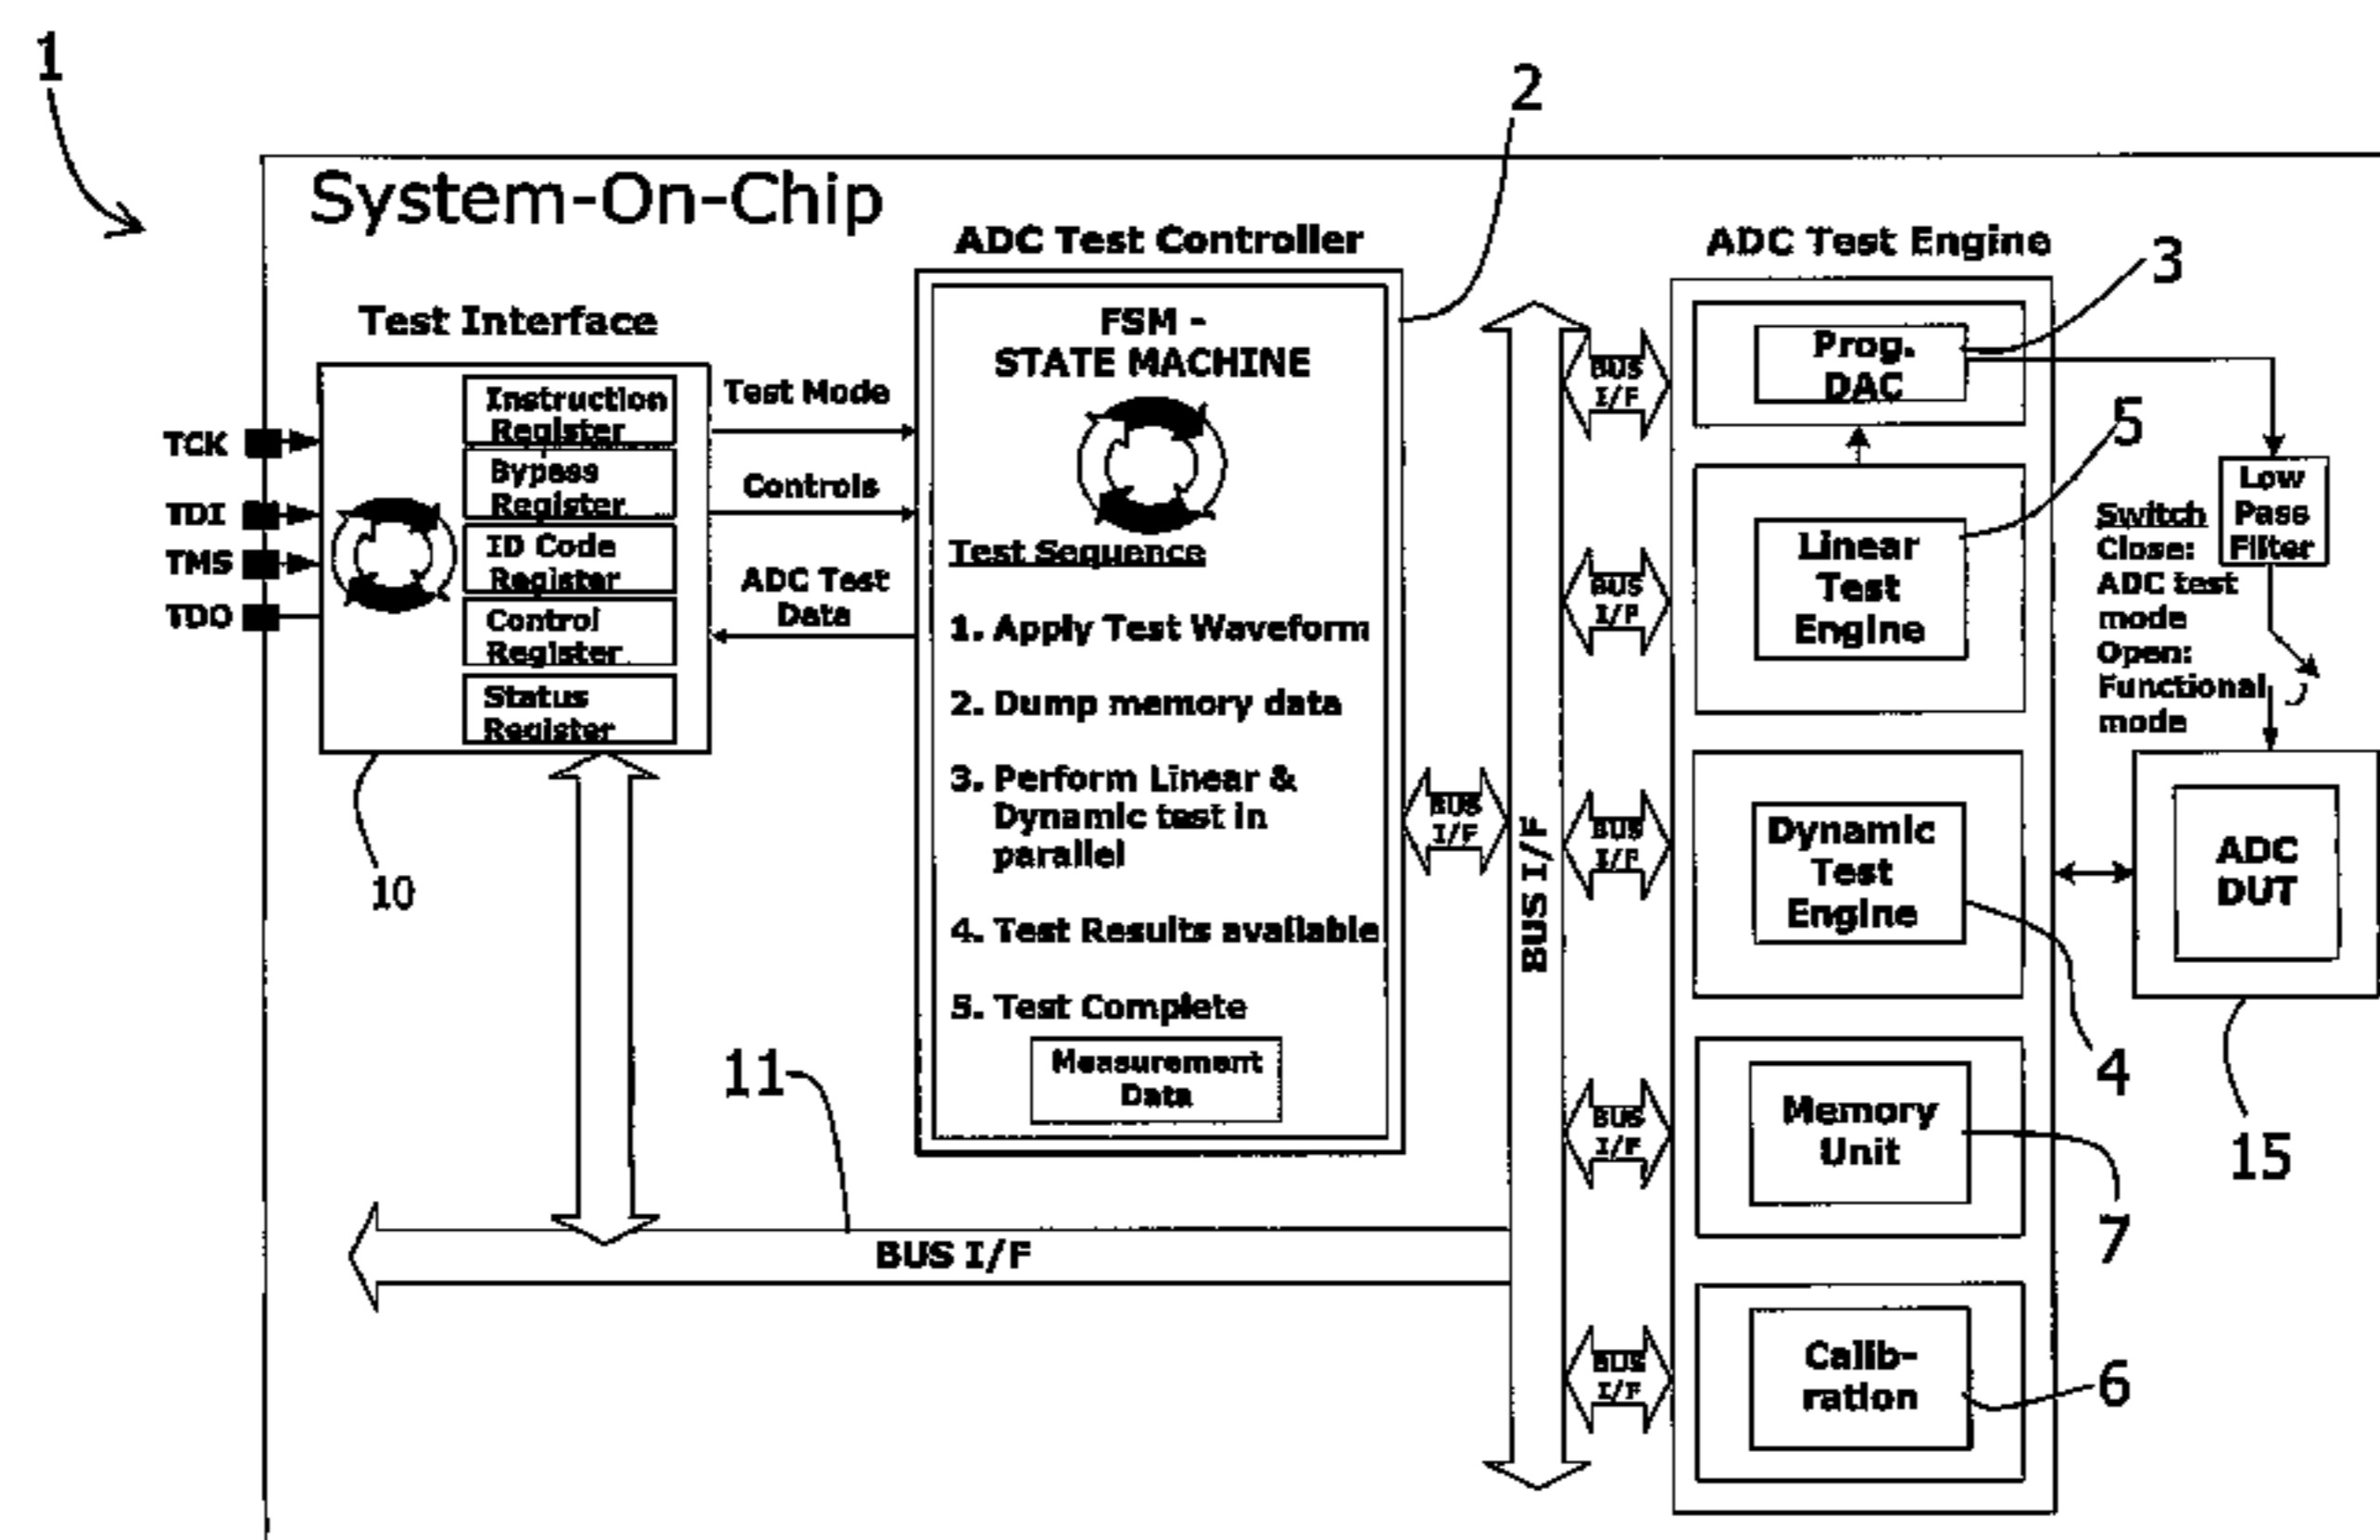 1
2
System-On-Chip
ADC Test Controller
ADC Test Engine
3
Test Interface
Instruction
Register
Bypass
Register
ID Code
Register
Control
Register
Status
Register
TCK
TDI
TMS
TDO
10
Test Mode
Controls
ADC Test
Data
FSM -
STATE MACHINE
Test Sequence
1. Apply Test Waveform
2. Dump memory data
3. Perform Linear &
Dynamic test in
parallel
4. Test Results available
5. Test Complete
Measurement
Data
11
BUS I/F
BUS
I/F
BUS I/F
BUS
I/F
BUS
I/F
BUS
I/F
BUS
I/F
BUS
I/F
Prog.
DAC
5
Linear
Test
Engine
Dynamic
Test
Engine
4
Memory
Unit
7
Calib-
ration
6
Low
Pass
Filter
Switch
Close:
ADC test
mode
Open:
Functional
mode
ADC
DUT
15